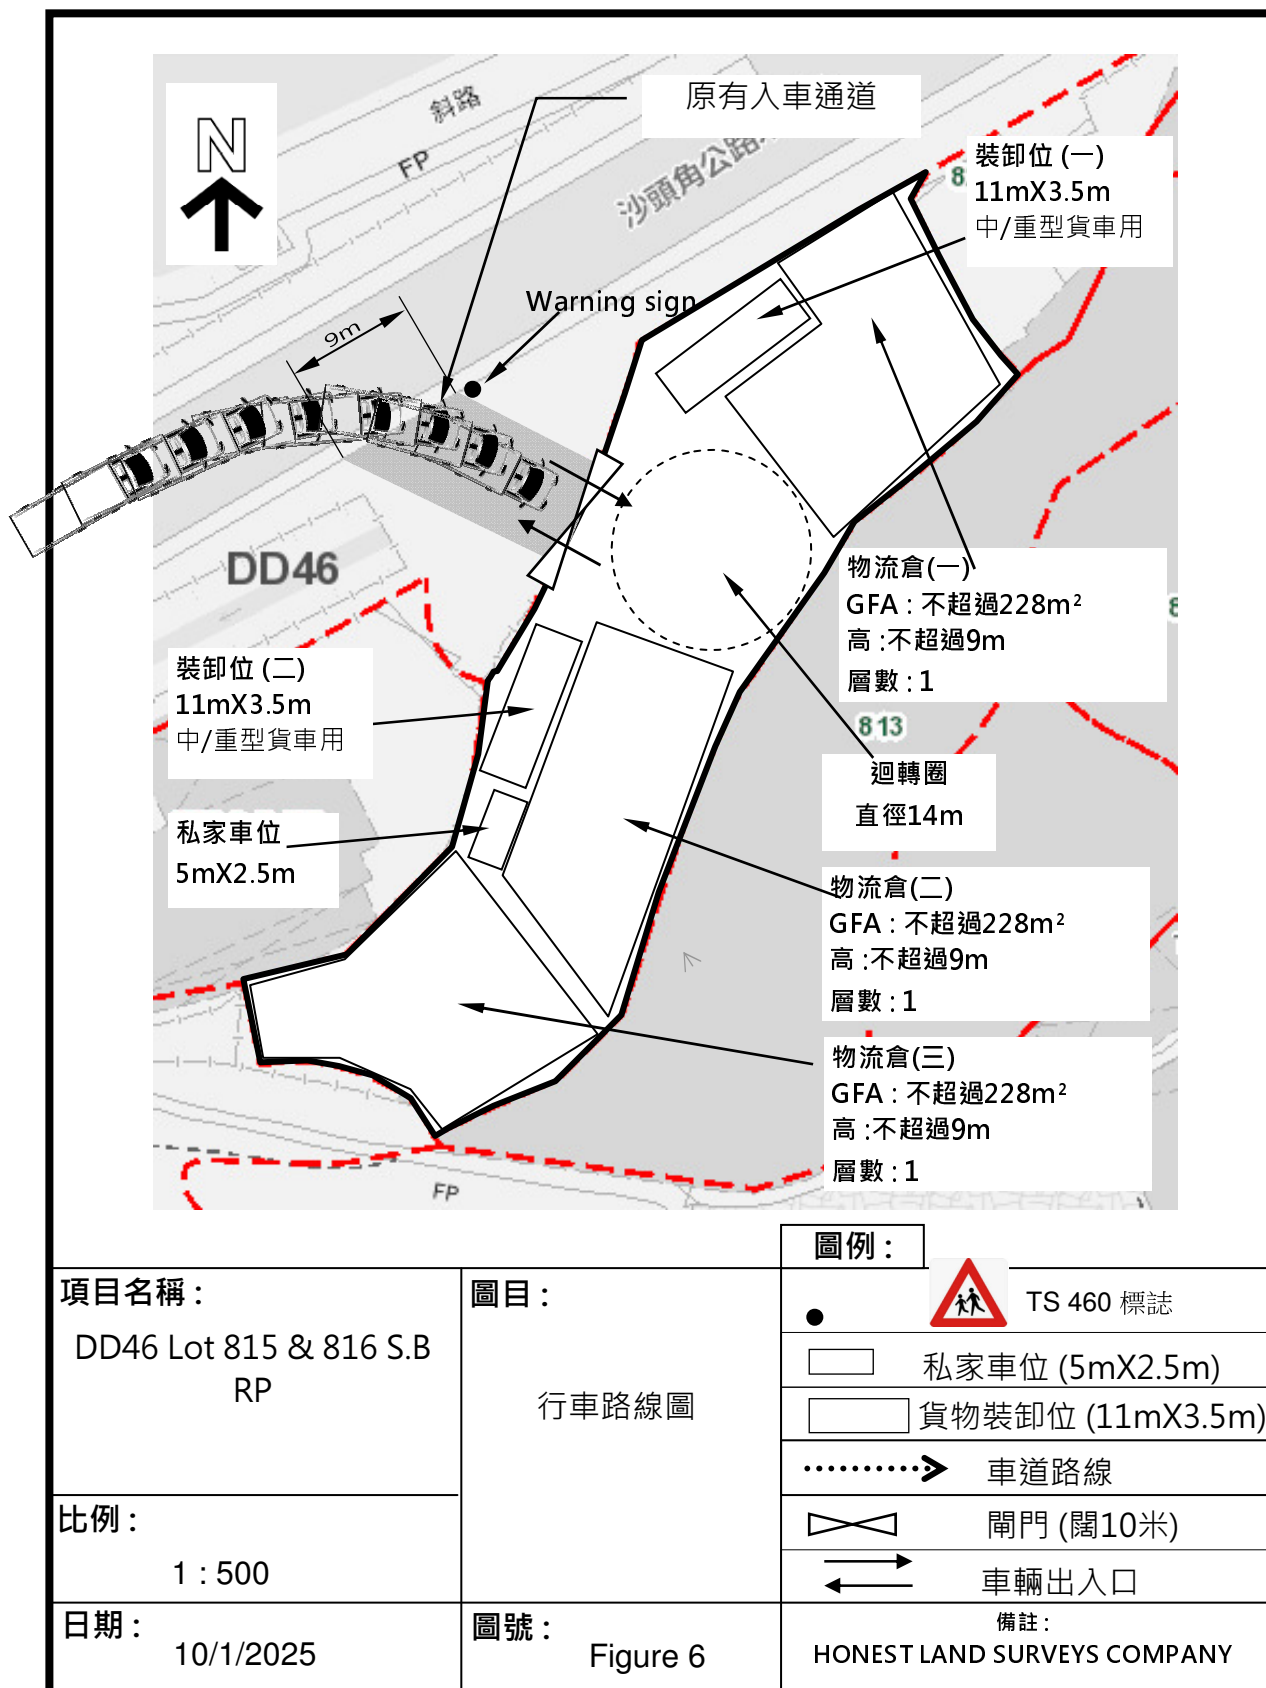 原有入車通道
斜路
FP
N
沙頭角公路
裝卸位 (一)
11mX3.5m
中/重型貨車用
8
Warning sign
9m
DD46
物流倉(一)
GFA : 不超過228m²
高 :不超過9m
層數 : 1
8
裝卸位 (二)
11mX3.5m
中/重型貨車用
813
迴轉圈
直徑14m
私家車位
5mX2.5m
物流倉(二)
GFA : 不超過228m²
高 :不超過9m
層數 : 1
物流倉(三)
GFA : 不超過228m²
高 :不超過9m
層數 : 1
FP
圖例 :
項目名稱 :
DD46 Lot 815 & 816 S.B
RP
圖目 :
行車路線圖
TS 460 標誌
私家車位 (5mX2.5m)
貨物裝卸位 (11mX3.5m)
車道路線
閘門 (闊10米)
車輛出入口
比例 :
1 : 500
日期 :
10/1/2025
圖號 :
Figure 6
備註 :
HONEST LAND SURVEYS COMPANY